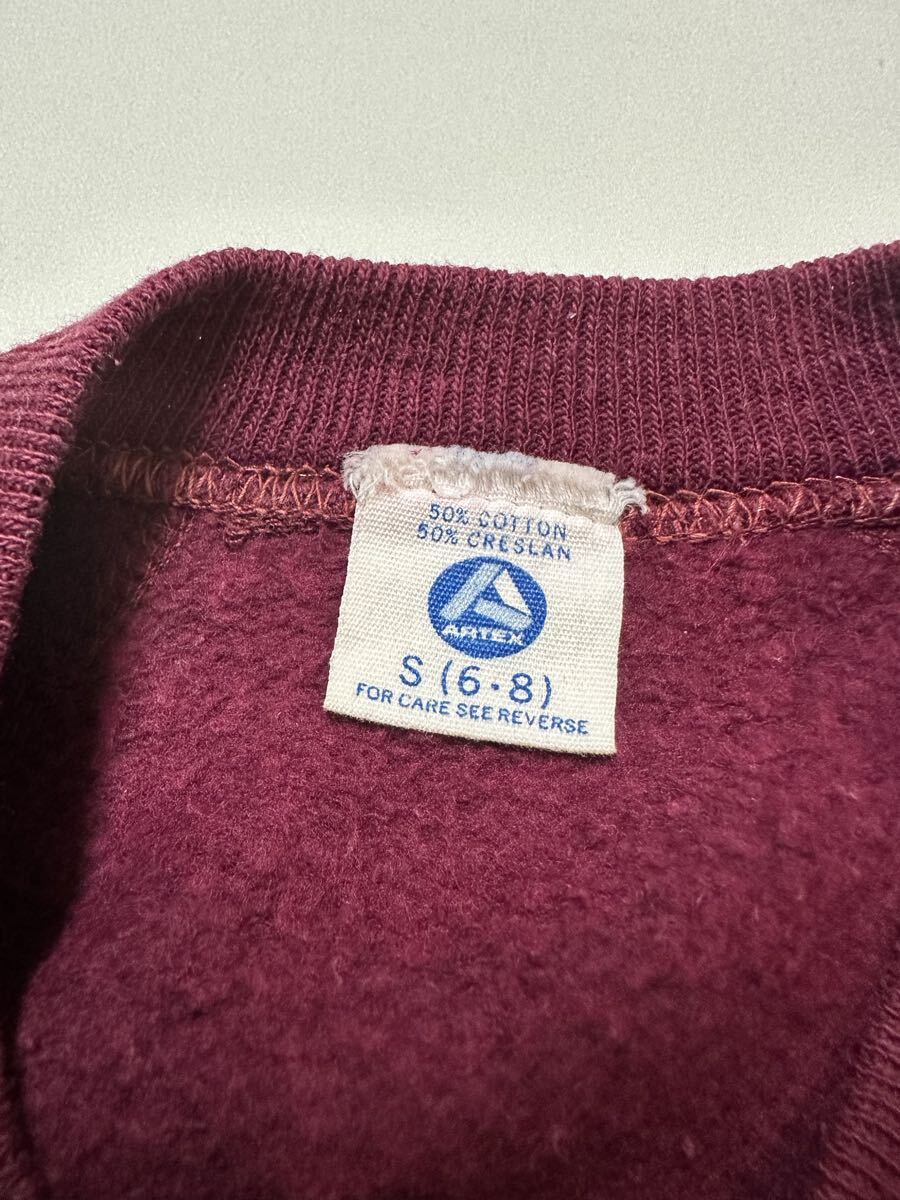 50% COTTON
50% CRESLAN
ARTEX
S (6-8)
FOR CARE SEE REVERSE